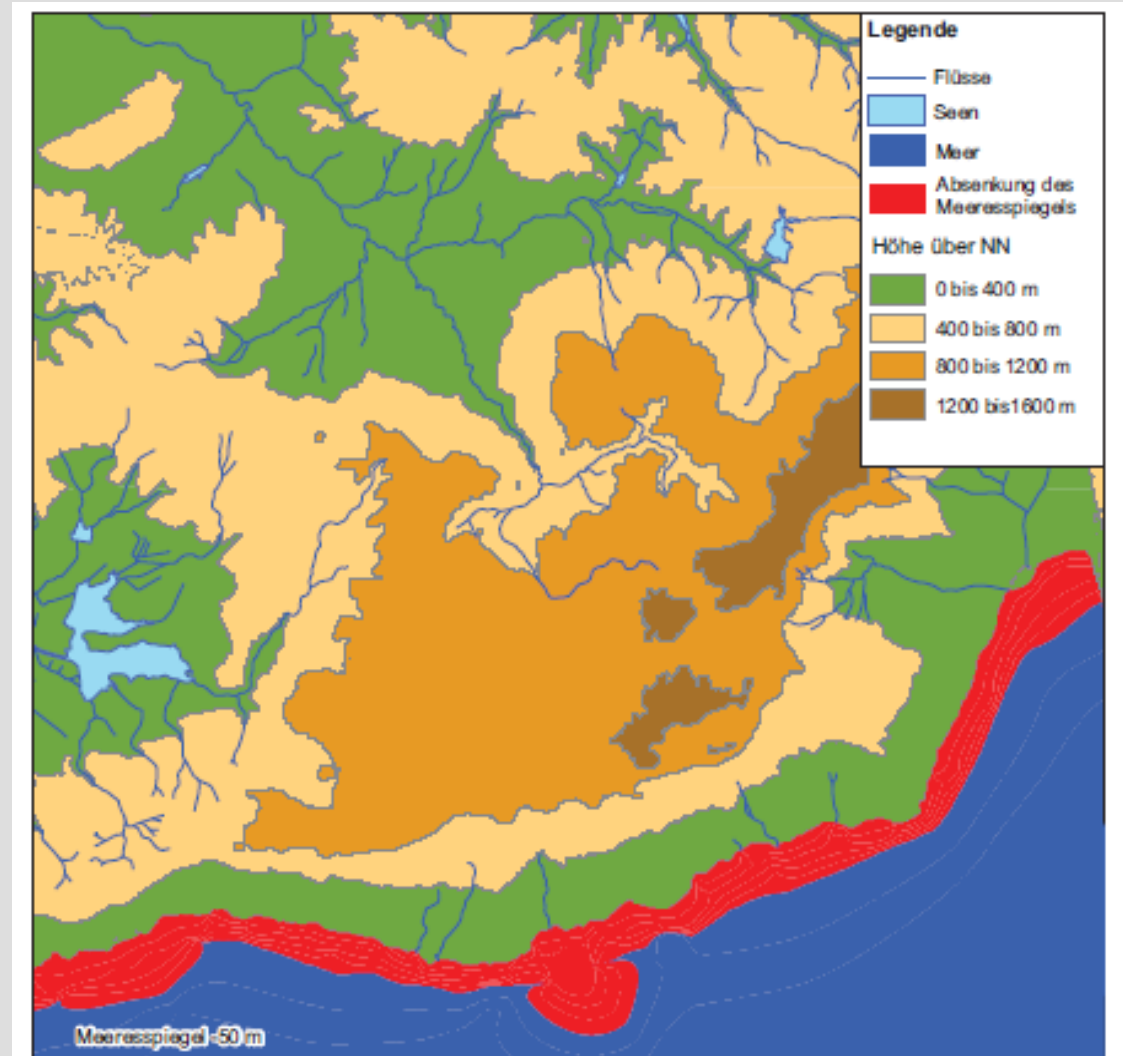 Legende
Flüsse
Seen
Meer
Absenkung des
Meeresspiegels
Höhe über NN
0 bis 400 m
400 bis 800 m
800 bis 1200 m
1200 bis1600 m
Meeresspiegel -50 m